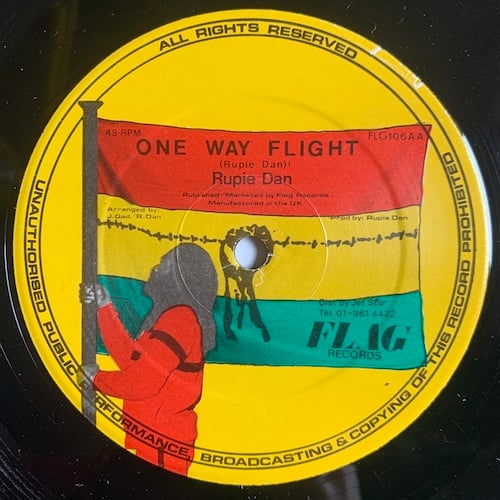 ALL RIGHTS RESERVED
45 RPM
FLG106AA
ONE WAY FLIGHT
(Rupie Dan)
Rupie Dan
Published/Marketed by Flag Records
Manufactured in the UK
Arranged by
J. Gad/R. Dan
Prod by: Rupie Dan
Dist by Jet Star
Tel. 01-961 4422
FLAG
RECORDS
UNAUTHORISED PUBLIC PERFORMANCE, BROADCASTING & COPYING OF THIS RECORD PROHIBITED